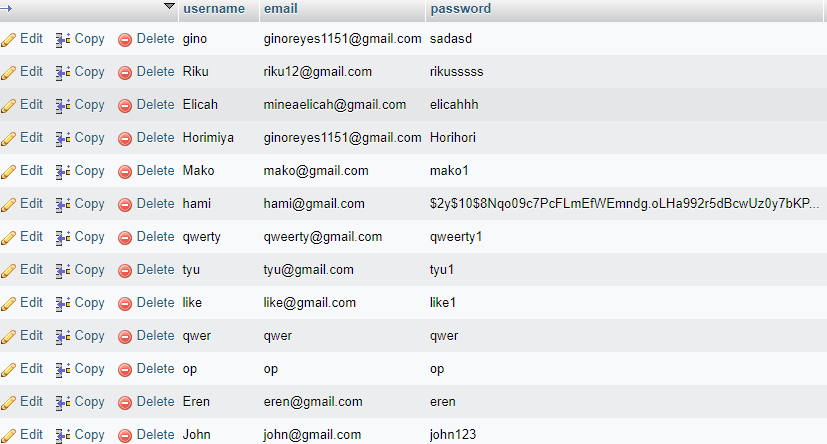 username email password
Edit Copy Delete gino ginoreyes1151@gmail.com sadasd
Edit Copy Delete Riku riku12@gmail.com rikusssss
Edit Copy Delete Elicah mineaelicah@gmail.com elicahhh
Edit Copy Delete Horimiya ginoreyes1151@gmail.com Horihori
Edit Copy Delete Mako mako@gmail.com mako1
Edit Copy Delete hami hami@gmail.com $2y$10$8Nqo09c7PcFLmEfWEmndg.oLHa992r5dBcwUz0y7bKP...
Edit Copy Delete qwerty qweerty@gmail.com qweerty1
Edit Copy Delete tyu tyu@gmail.com tyu1
Edit Copy Delete like like@gmail.com like1
Edit Copy Delete qwer qwer qwer
Edit Copy Delete op op op
Edit Copy Delete Eren eren@gmail.com eren
Edit Copy Delete John john@gmail.com john123